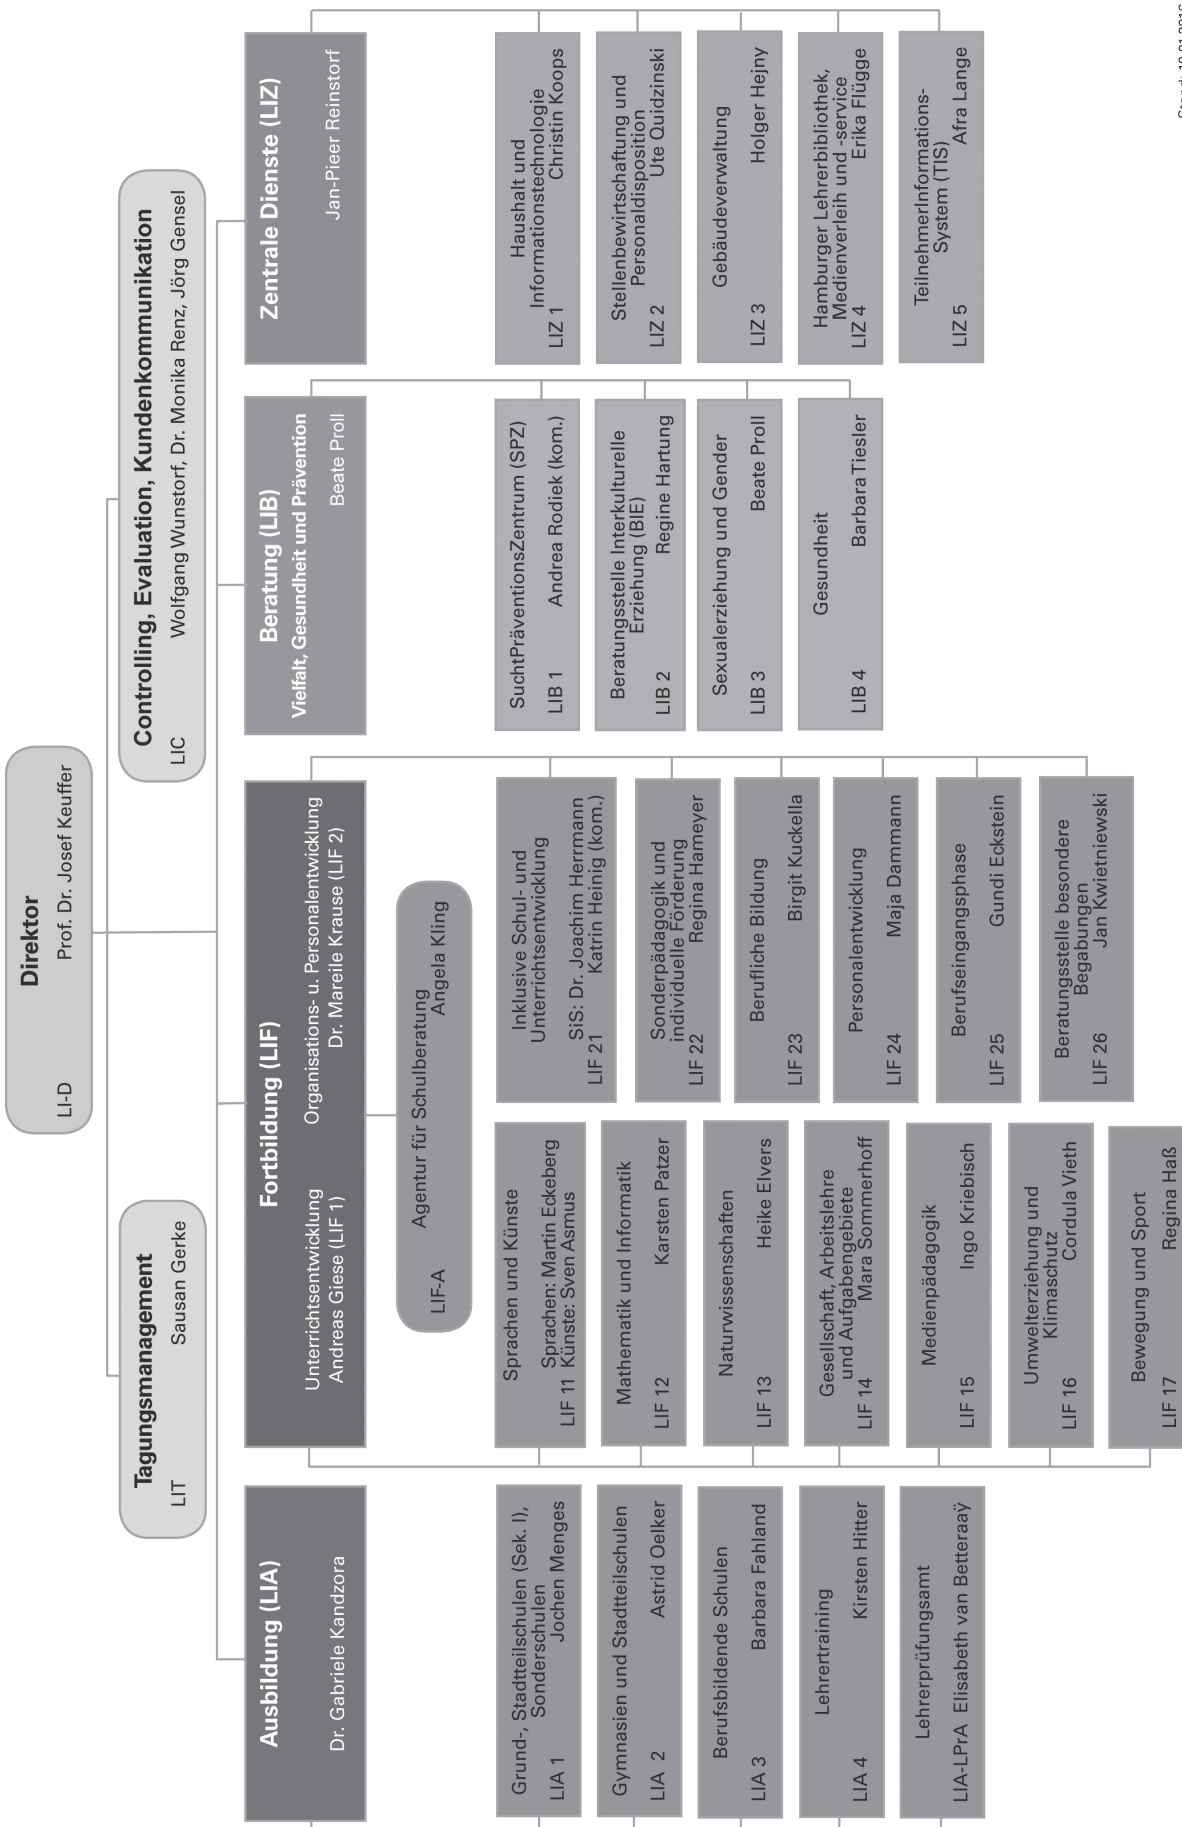 Direktor
LI-D Prof. Dr. Josef Keuffer
Tagungsmanagement
LIT Sausan Gerke
Controlling, Evaluation, Kundenkommunikation
LIC Wolfgang Wunstorf, Dr. Monika Renz, Jörg Gensel
Ausbildung (LIA)
Dr. Gabriele Kandzora
Grund-, Stadtteilschulen (Sek. I),
Sonderschulen
LIA 1 Jochen Menges
Gymnasien und Stadtteilschulen
LIA 2 Astrid Oelker
Berufsbildende Schulen
LIA 3 Barbara Fahland
Lehrertraining
LIA 4 Kirsten Hitter
Lehrerprüfungsamt
LIA-LPrA Elisabeth van Betteraaÿ
Fortbildung (LIF)
Unterrichtsentwicklung
Andreas Giese (LIF 1)
Organisations- u. Personalentwicklung
Dr. Mareile Krause (LIF 2)
Agentur für Schulberatung
LIF-A Angela Kling
Sprachen und Künste
Sprachen: Martin Eckeberg
LIF 11 Künste: Sven Asmus
Mathematik und Informatik
LIF 12 Karsten Patzer
Naturwissenschaften
LIF 13 Heike Elvers
Gesellschaft, Arbeitslehre
und Aufgabengebiete
LIF 14 Mara Sommerhoff
Medienpädagogik
LIF 15 Ingo Kriebisch
Umwelterziehung und
Klimaschutz
LIF 16 Cordula Vieth
Bewegung und Sport
LIF 17 Regina Haß
Inklusive Schul- und
Unterrichtsentwicklung
SiS: Dr. Joachim Herrmann
LIF 21 Katrin Heinig (kom.)
Sonderpädagogik und
individuelle Förderung
LIF 22 Regina Hameyer
Berufliche Bildung
LIF 23 Birgit Kuckella
Personalentwicklung
LIF 24 Maja Dammann
Berufseingangsphase
LIF 25 Gundi Eckstein
Beratungsstelle besondere
Begabungen
LIF 26 Jan Kwietniewski
Beratung (LIB)
Vielfalt, Gesundheit und Prävention
Beate Proll
SuchtPräventionsZentrum (SPZ)
LIB 1 Andrea Rodiek (kom.)
Beratungsstelle Interkulturelle
Erziehung (BIE)
LIB 2 Regine Hartung
Sexualerziehung und Gender
LIB 3 Beate Proll
Gesundheit
LIB 4 Barbara Tiesler
Zentrale Dienste (LIZ)
Jan-Pieer Reinstorf
Haushalt und
Informationstechnologie
LIZ 1 Christin Koops
Stellenbewirtschaftung und
Personaldisposition
LIZ 2 Ute Quidzinski
Gebäudeverwaltung
LIZ 3 Holger Hejny
Hamburger Lehrerbibliothek,
Medienverleih und -service
LIZ 4 Erika Flügge
TeilnehmerInformations-
System (TIS)
LIZ 5 Afra Lange